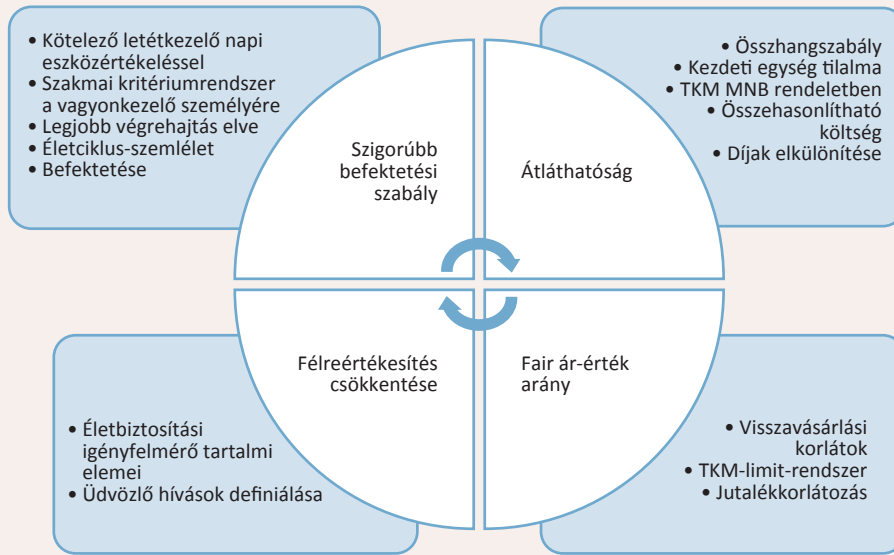 • Kötelező letétkezelő napi
eszközértékeléssel
• Szakmai kritériumrendszer
a vagyonkezelő személyére
• Legjobb végrehajtás elve
• Életciklus-szemlélet
• Befektetése
Szigorúbb
befektetési
szabály
Átláthatóság
• Összhangszabály
• Kezdeti egység tilalma
• TKM MNB rendeletben
• Összehasonlítható
költség
• Díjak elkülönítése
• Életbiztosítási
igényfelmérő tartalmi
elemei
• Üdvözlő hívások definiálása
Félreértékesítés
csökkentése
Fair ár-érték
arány
• Visszavásárlási
korlátok
• TKM-limit-rendszer
• Jutalékkorlátozás